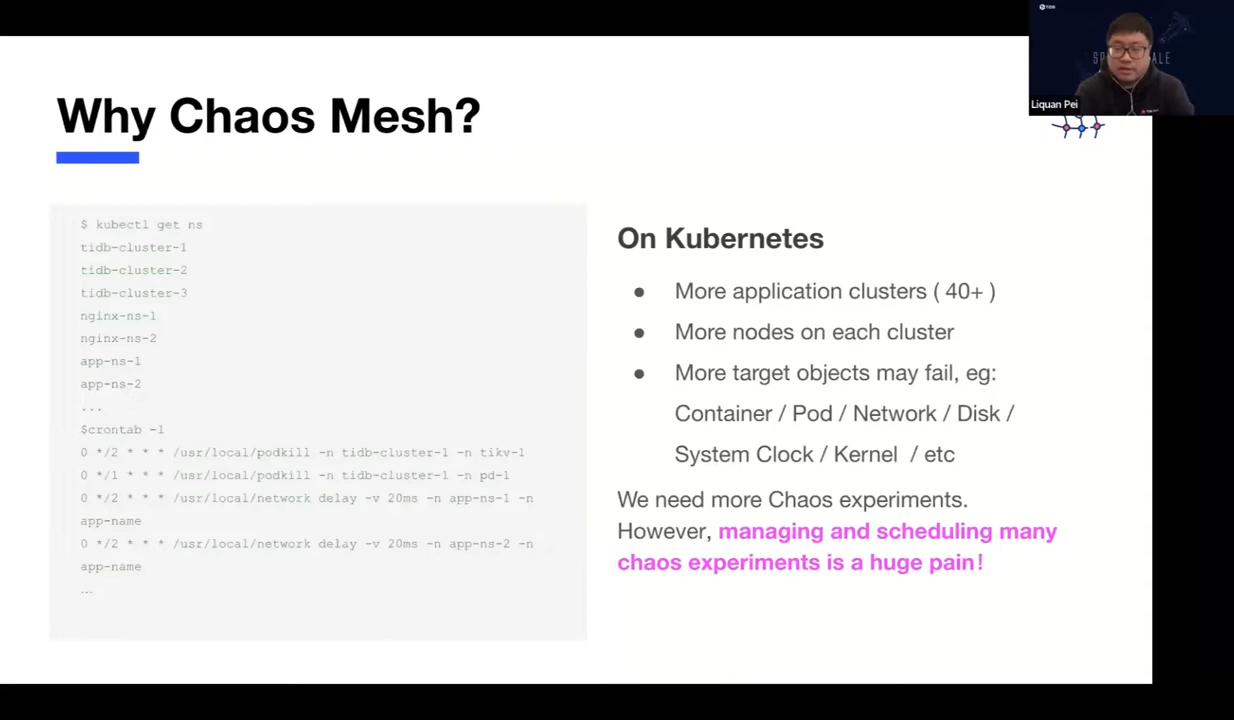 Why Chaos Mesh?
$ kubectl get ns
tidb-cluster-1
tidb-cluster-2
tidb-cluster-3
nginx-ns-1
nginx-ns-2
app-ns-1
app-ns-2
...
$crontab -l
0 */2 * * * /usr/local/podkill -n tidb-cluster-1 -n tikv-1
0 */1 * * * /usr/local/podkill -n tidb-cluster-1 -n pd-1
0 */2 * * * /usr/local/network delay -v 20ms -n app-ns-1 -n
app-name
0 */2 * * * /usr/local/network delay -v 20ms -n app-ns-2 -n
app-name
...
On Kubernetes
● More application clusters ( 40+ )
● More nodes on each cluster
● More target objects may fail, eg:
Container / Pod / Network / Disk /
System Clock / Kernel / etc
We need more Chaos experiments.
However, managing and scheduling many
chaos experiments is a huge pain!
Liquan Pei